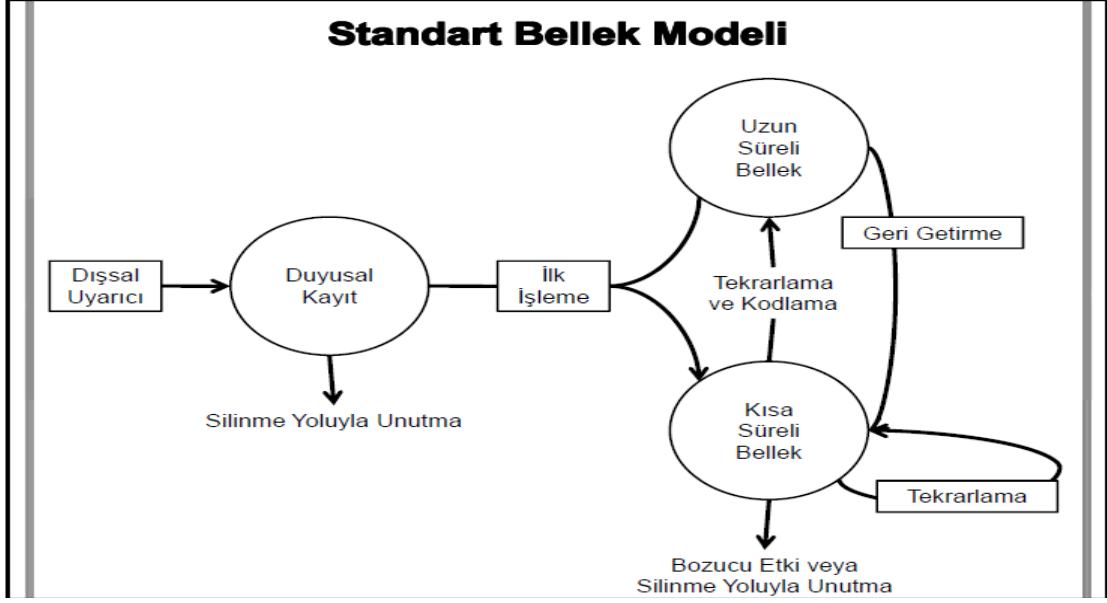 Standart Bellek Modeli
Uzun
Süreli
Bellek
Geri Getirme
Dışsal
Uyarıcı
Duyusal
Kayıt
İlk
İşleme
Tekrarlama
ve Kodlama
Silinme Yoluyla Unutma
Kısa
Süreli
Bellek
Tekrarlama
Bozucu Etki veya
Silinme Yoluyla Unutma